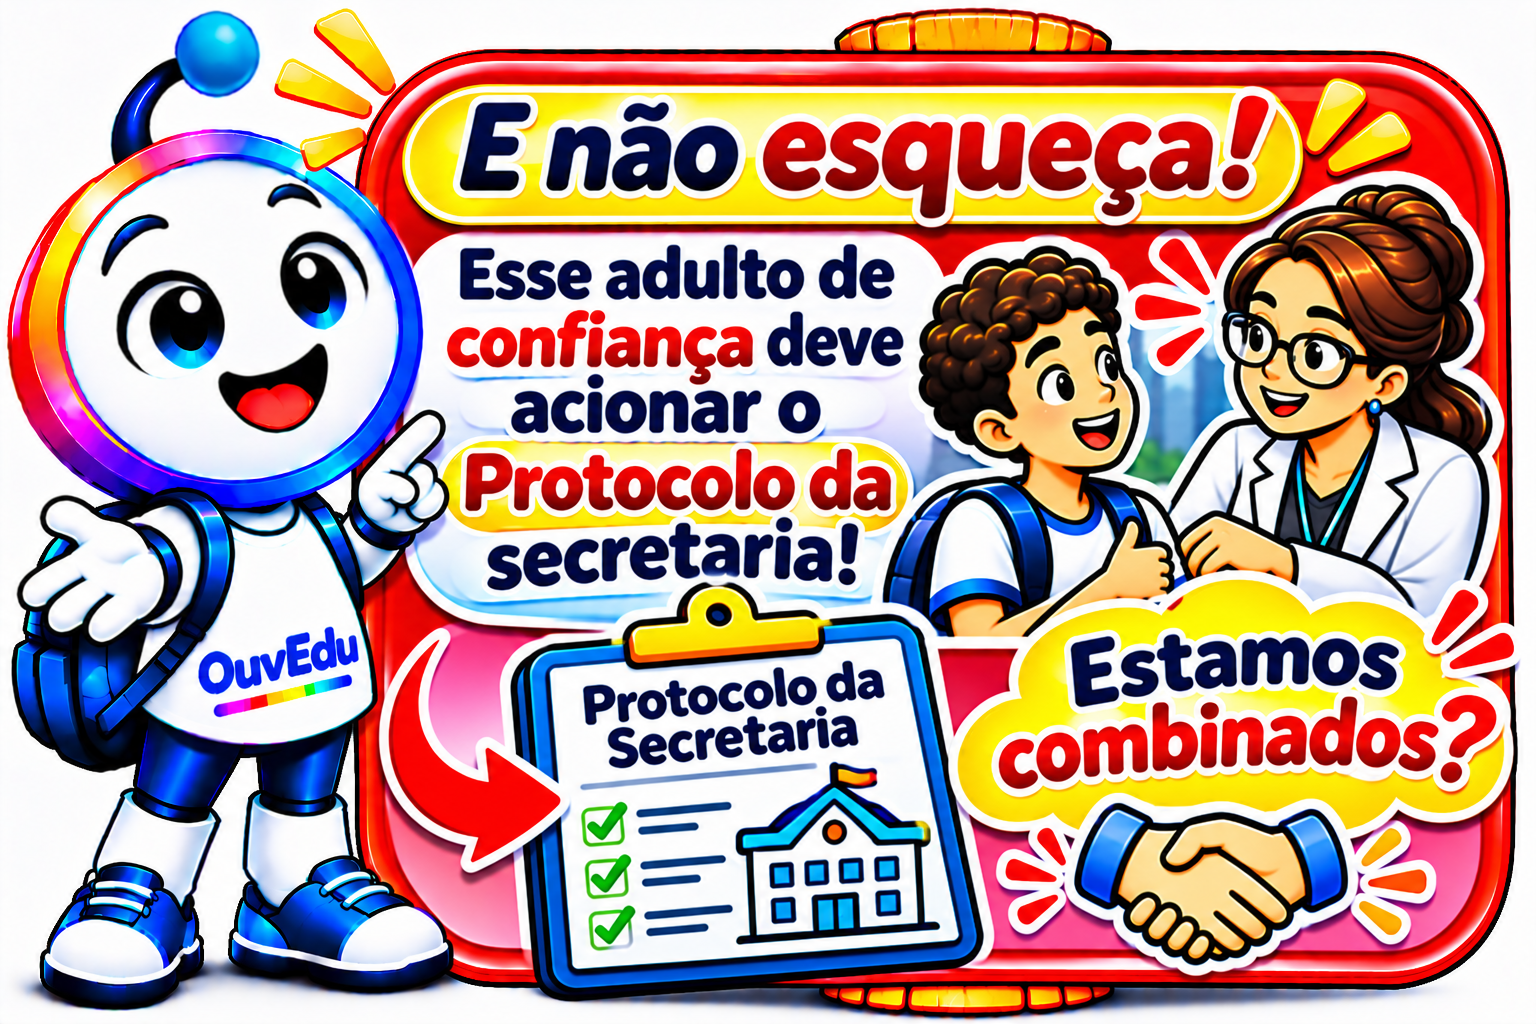 E não esqueça!
Esse adulto de
confiança deve
acionar o
Protocolo da
secretaria!
OuvEdu
Protocolo da
Secretaria
Estamos
combinados?